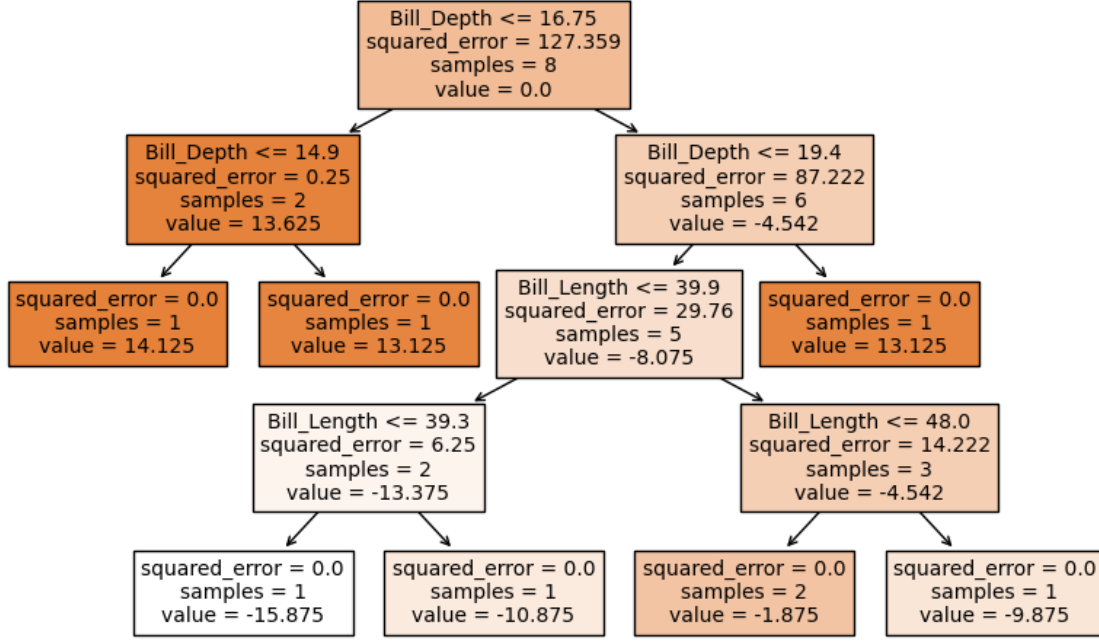 Bill_Depth <= 16.75
squared_error = 127.359
samples = 8
value = 0.0
Bill_Depth <= 14.9
squared_error = 0.25
samples = 2
value = 13.625
Bill_Depth <= 19.4
squared_error = 87.222
samples = 6
value = -4.542
squared_error = 0.0
samples = 1
value = 14.125
squared_error = 0.0
samples = 1
value = 13.125
Bill_Length <= 39.9
squared_error = 29.76
samples = 5
value = -8.075
squared_error = 0.0
samples = 1
value = 13.125
Bill_Length <= 39.3
squared_error = 6.25
samples = 2
value = -13.375
Bill_Length <= 48.0
squared_error = 14.222
samples = 3
value = -4.542
squared_error = 0.0
samples = 1
value = -15.875
squared_error = 0.0
samples = 1
value = -10.875
squared_error = 0.0
samples = 2
value = -1.875
squared_error = 0.0
samples = 1
value = -9.875